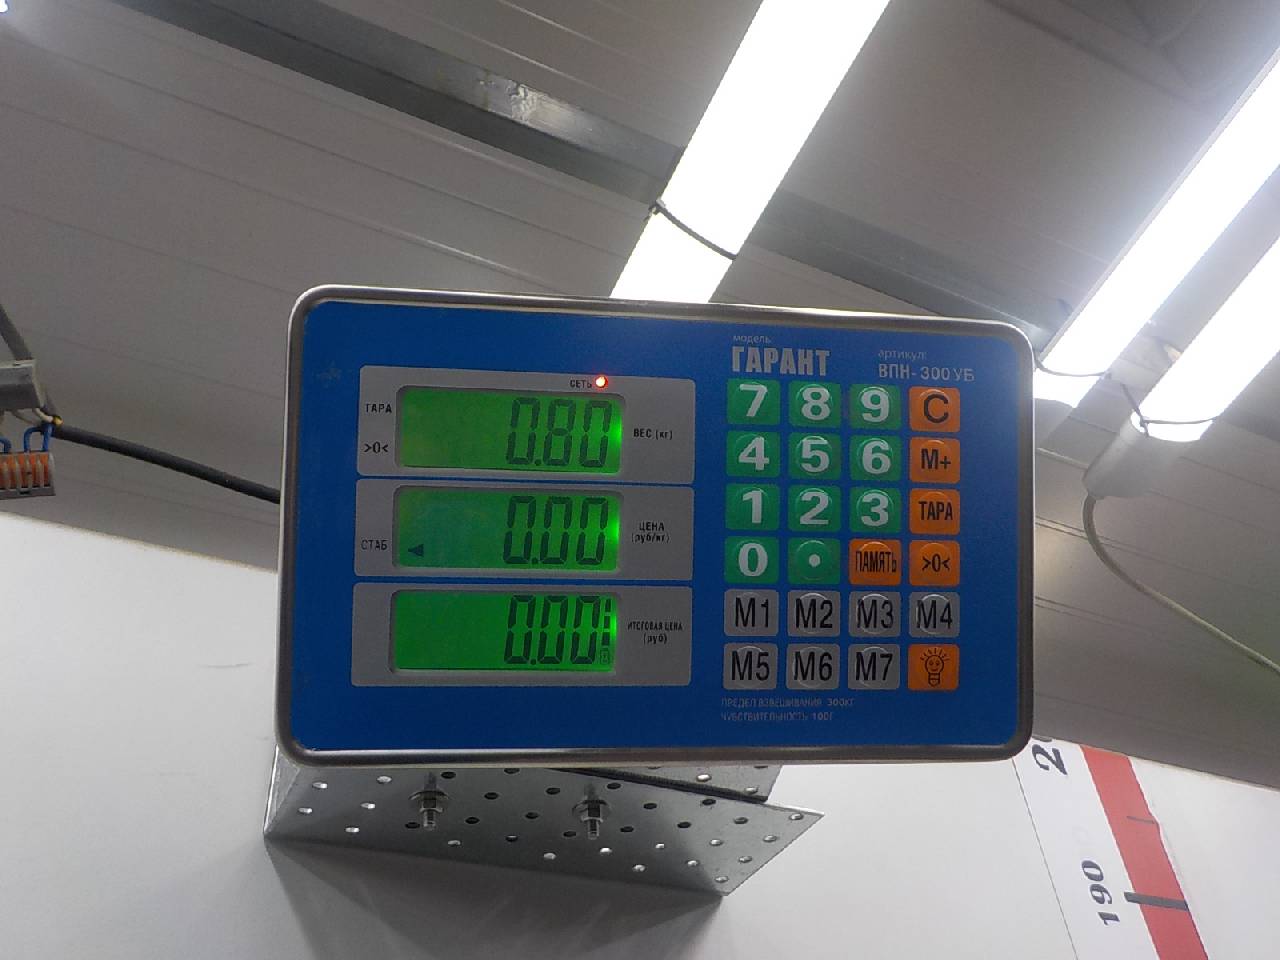 модель:
ГАРАНТ
артикул:
ВПН-300УБ
СЕТЬ
ТАРА
>0<
0.80
ВЕС (кг)
СТАБ
0.00
ЦЕНА
(руб/кг)
0.00
ИТОГОВАЯ ЦЕНА
(руб)
7 8 9 C
4 5 6 M+
1 2 3 ТАРА
0 . ПАМЯТЬ >0<
M1 M2 M3 M4
M5 M6 M7
ПРЕДЕЛ ВЗВЕШИВАНИЯ 300КГ
ЧУВСТВИТЕЛЬНОСТЬ 100Г
190